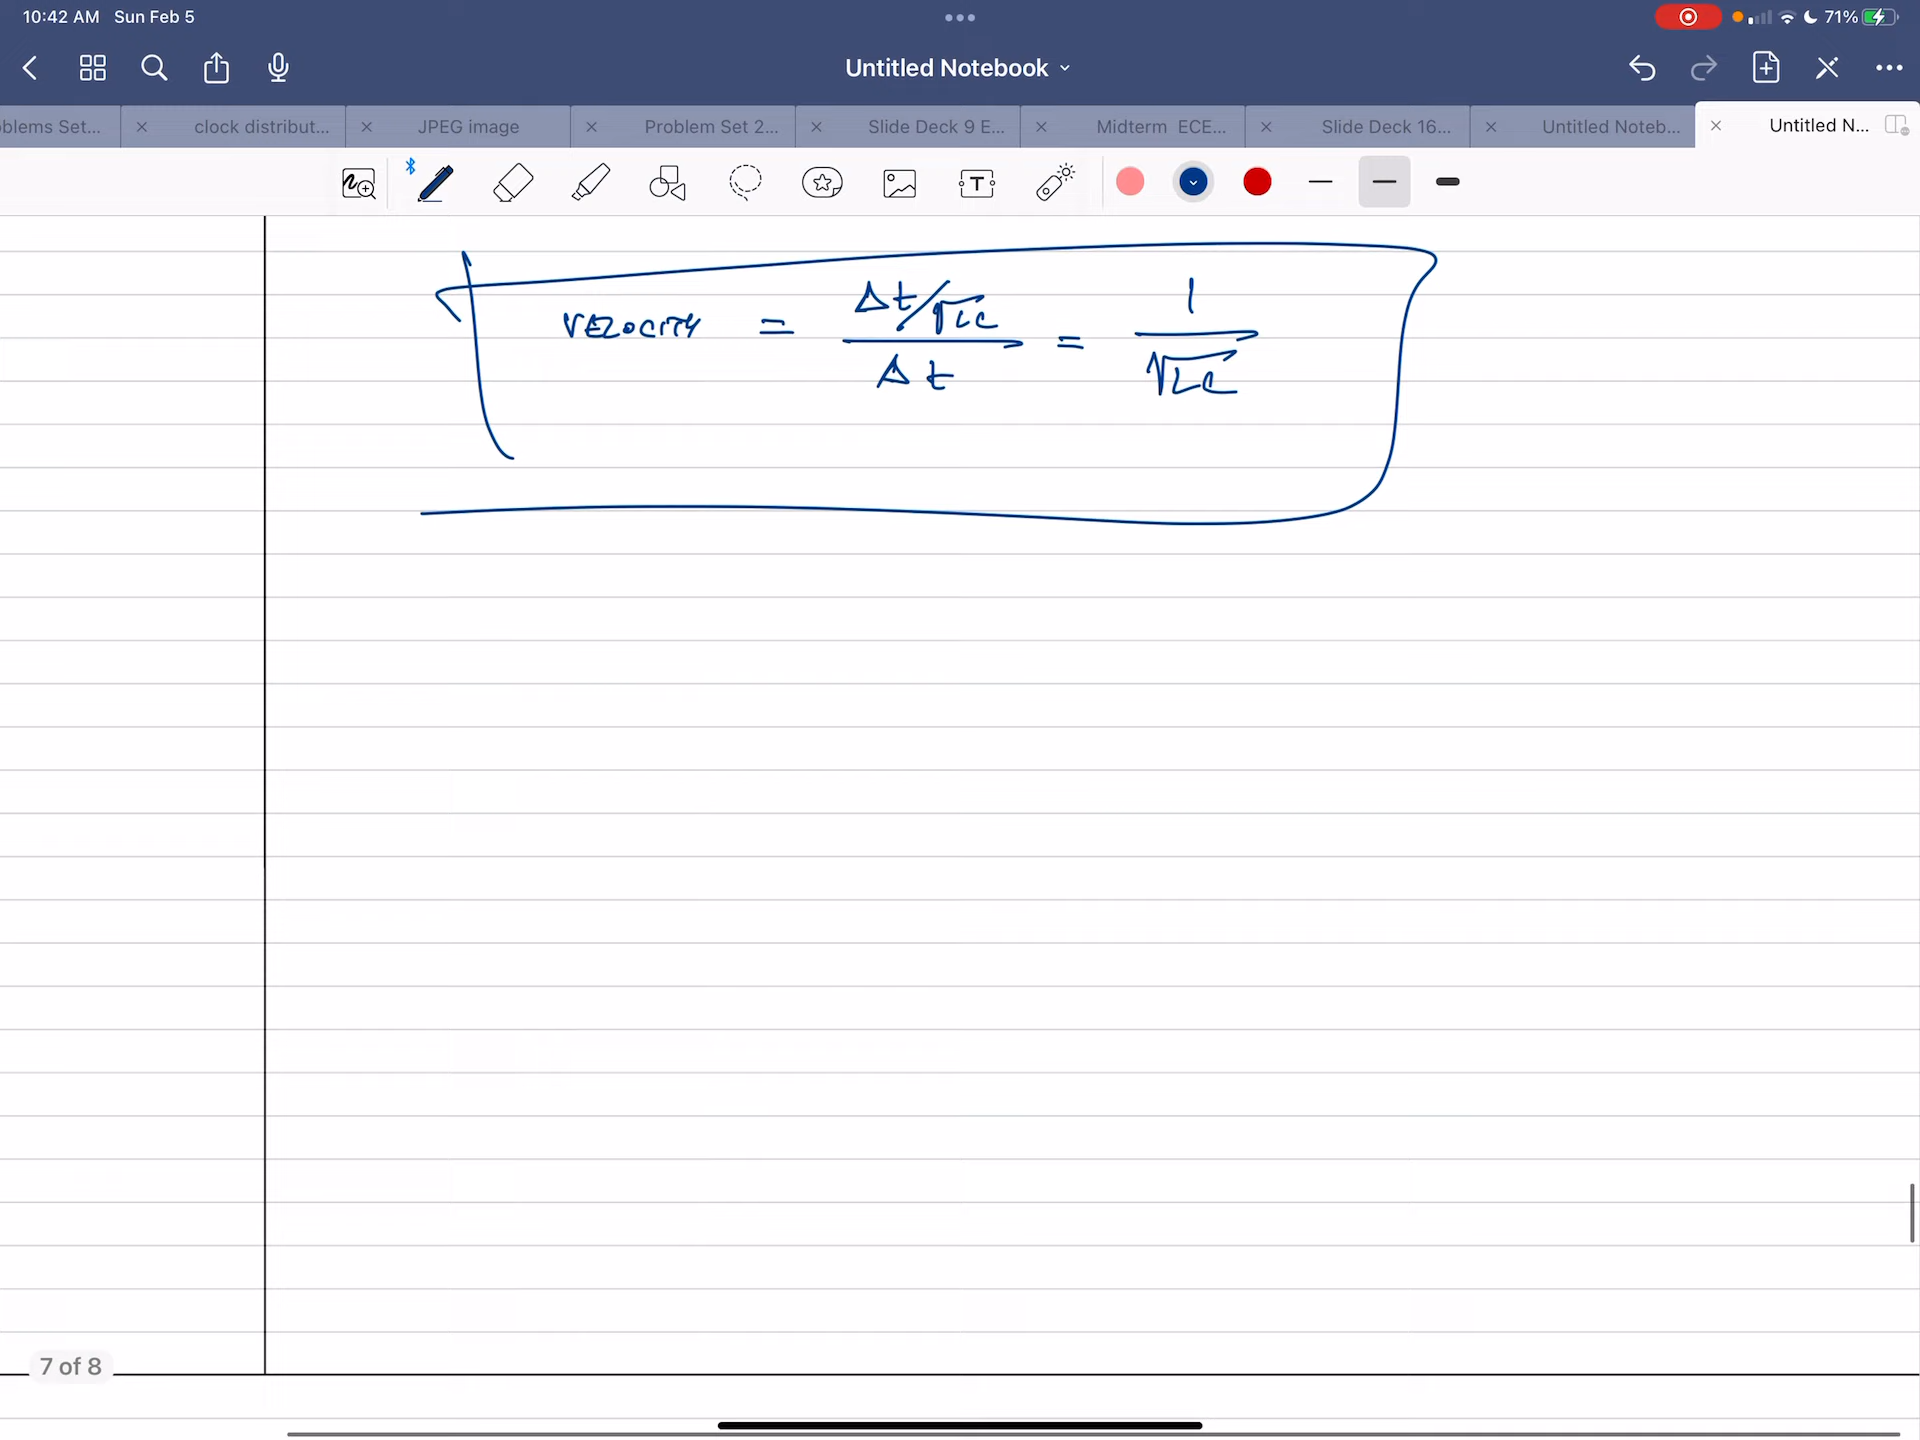 10:42 AM Sun Feb 5 71%
Untitled Notebook
oblems Set... clock distribut... JPEG image Problem Set 2... Slide Deck 9 E... Midterm ECE... Slide Deck 16... Untitled Noteb... Untitled N...
T
VELOCITY = Δt/√LC / Δt = 1 / √LC
7 of 8